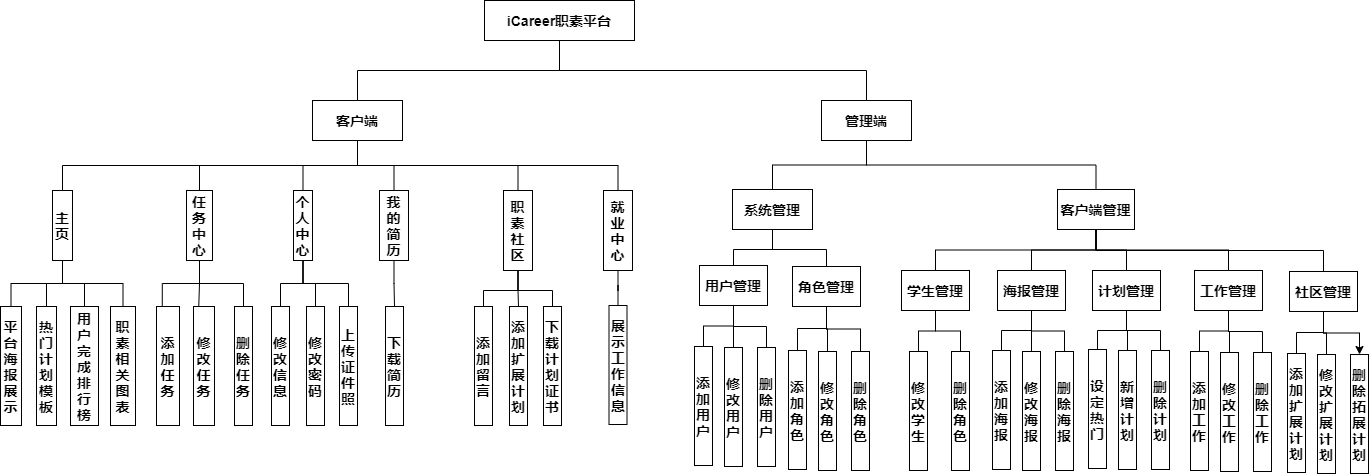 iCareer职素平台
客户端
管理端
主页
任务中心
个人中心
我的简历
职素社区
就业中心
系统管理
客户端管理
用户管理
角色管理
学生管理
海报管理
计划管理
工作管理
社区管理
平台海报展示
热门计划模板
用户完成排行榜
职素相关图表
添加任务
修改任务
删除任务
修改信息
修改密码
上传证件照
下载简历
添加留言
添加扩展计划
下载计划证书
展示工作信息
添加用户
修改用户
删除用户
添加角色
修改角色
删除角色
修改学生
删除角色
添加海报
修改海报
删除海报
设定热门
新增计划
删除计划
添加工作
修改工作
删除工作
添加扩展计划
修改扩展计划
删除拓展计划